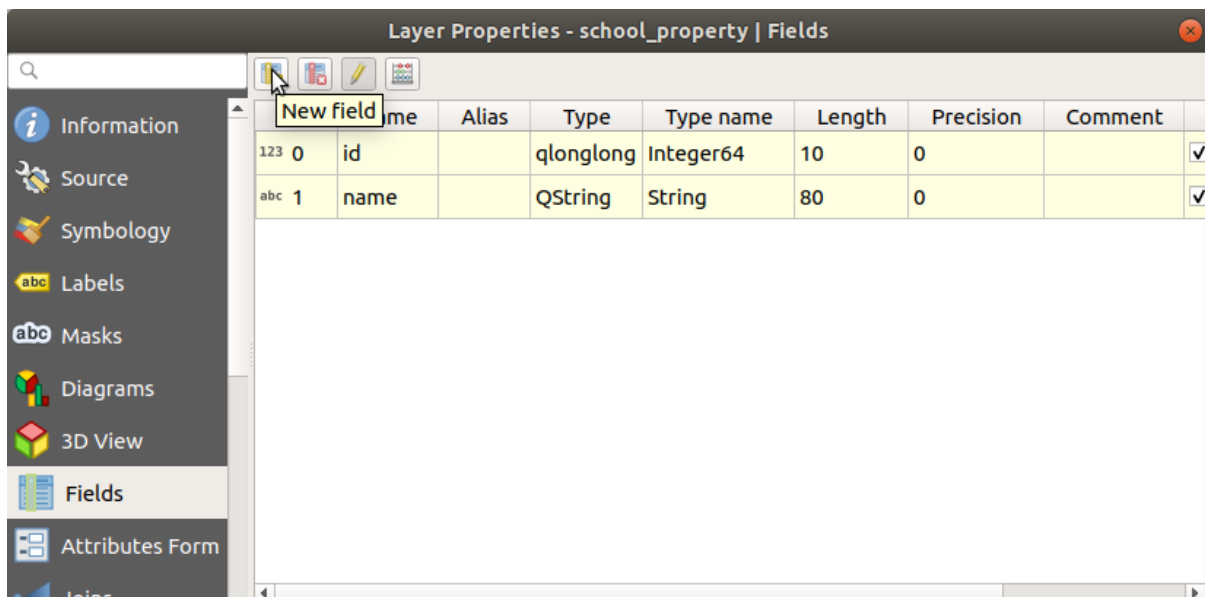 Layer Properties - school_property | Fields
New field
me Alias Type Type name Length Precision Comment
Information
123 0 id qlonglong Integer64 10 0
Source
abc 1 name QString String 80 0
Symbology
abc Labels
abc Masks
Diagrams
3D View
Fields
Attributes Form